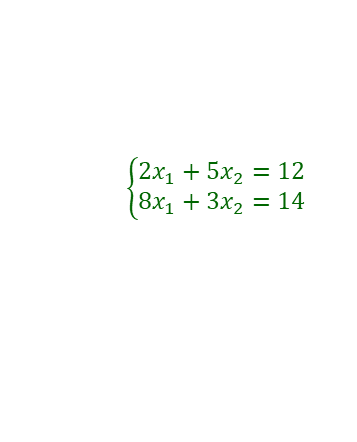 2x₁ + 5x₂ = 12
8x₁ + 3x₂ = 14